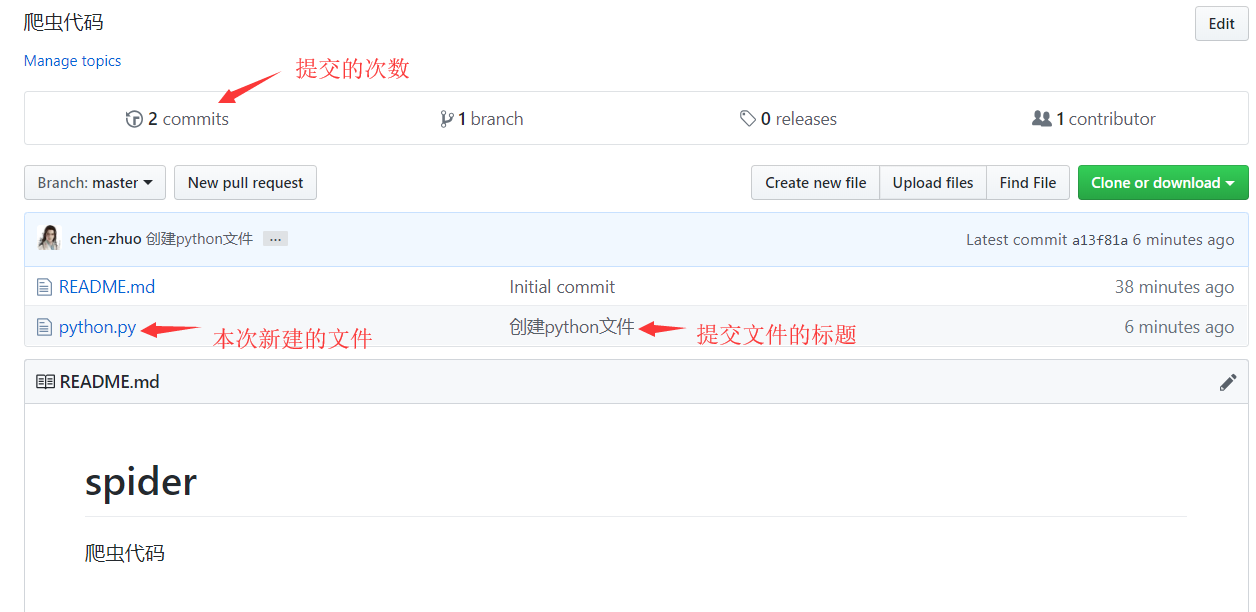 爬虫代码
Edit
Manage topics
提交的次数
2 commits
1 branch
0 releases
1 contributor
Branch: master
New pull request
Create new file
Upload files
Find File
Clone or download
chen-zhuo 创建python文件 ...
Latest commit a13f81a 6 minutes ago
README.md
Initial commit
38 minutes ago
python.py
本次新建的文件
创建python文件
提交文件的标题
6 minutes ago
README.md
spider
爬虫代码